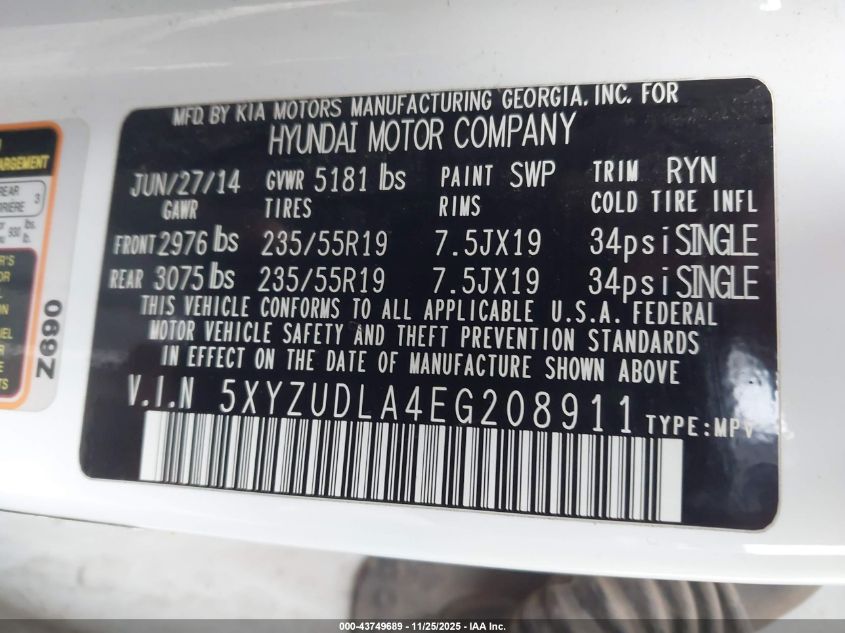 MFD. BY KIA MOTORS MANUFACTURING GEORGIA, INC. FOR
HYUNDAI MOTOR COMPANY
JUN/27/14 GVWR 5181 lbs PAINT SWP TRIM RYN
GAWR TIRES RIMS COLD TIRE INFL
FRONT 2976 lbs 235/55R19 7.5JX19 34psi SINGLE
REAR 3075 lbs 235/55R19 7.5JX19 34psi SINGLE
THIS VEHICLE CONFORMS TO ALL APPLICABLE U.S.A. FEDERAL
MOTOR VEHICLE SAFETY AND THEFT PREVENTION STANDARDS
IN EFFECT ON THE DATE OF MANUFACTURE SHOWN ABOVE
V.I.N 5XYZUDLA4EG208911 TYPE:MPV
REAR
3
lbs.
lb.
Z690
000-43749689 - 11/25/2025 - IAA Inc.